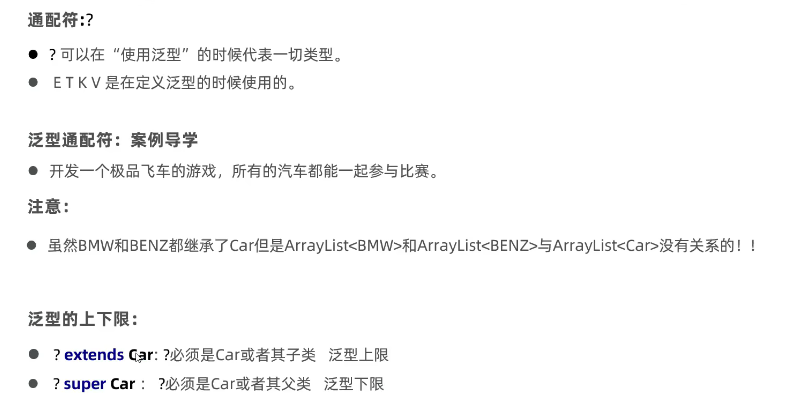 通配符:?
? 可以在“使用泛型”的时候代表一切类型。
E T K V 是在定义泛型的时候使用的。
泛型通配符：案例导学
开发一个极品飞车的游戏，所有的汽车都能一起参与比赛。
注意：
虽然BMW和BENZ都继承了Car但是ArrayList<BMW>和ArrayList<BENZ>与ArrayList<Car>没有关系的！！
泛型的上下限：
? extends Car: ?必须是Car或者其子类 泛型上限
? super Car： ?必须是Car或者其父类 泛型下限